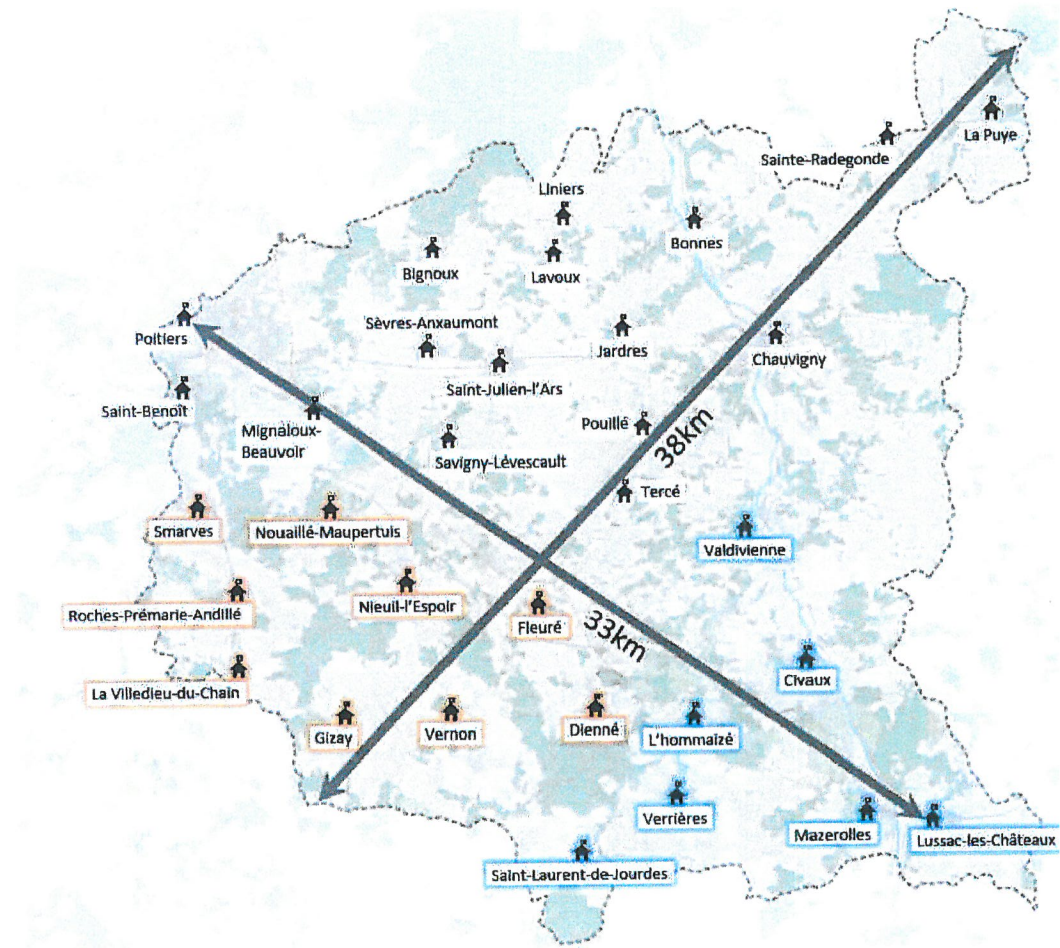 La Puye
Sainte-Radegonde
Liniers
Bonnes
Bignoux
Lavoux
Sèvres-Anxaumont
Poitiers
Jardres
Chauvigny
Saint-Julien-l'Ars
Saint-Benoît
Mignaloux-
Beauvoir
Pouillé
38km
Savigny-Lévescault
Tercé
Smarves
Nouaillé-Maupertuis
Valdivienne
Nieuil-l'Espoir
Roches-Prémarie-Andillé
Fleuré
33km
Civaux
La Villedieu-du-Chain
Gizay
Vernon
Dienné
L'hommaizé
Verrières
Mazerolles
Lussac-les-Châteaux
Saint-Laurent-de-Jourdes